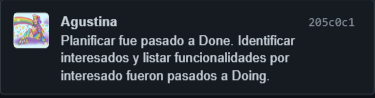 Agustina 205c0c1
Planificar fue pasado a Done. Identificar
interesados y listar funcionalidades por
interesado fueron pasados a Doing.